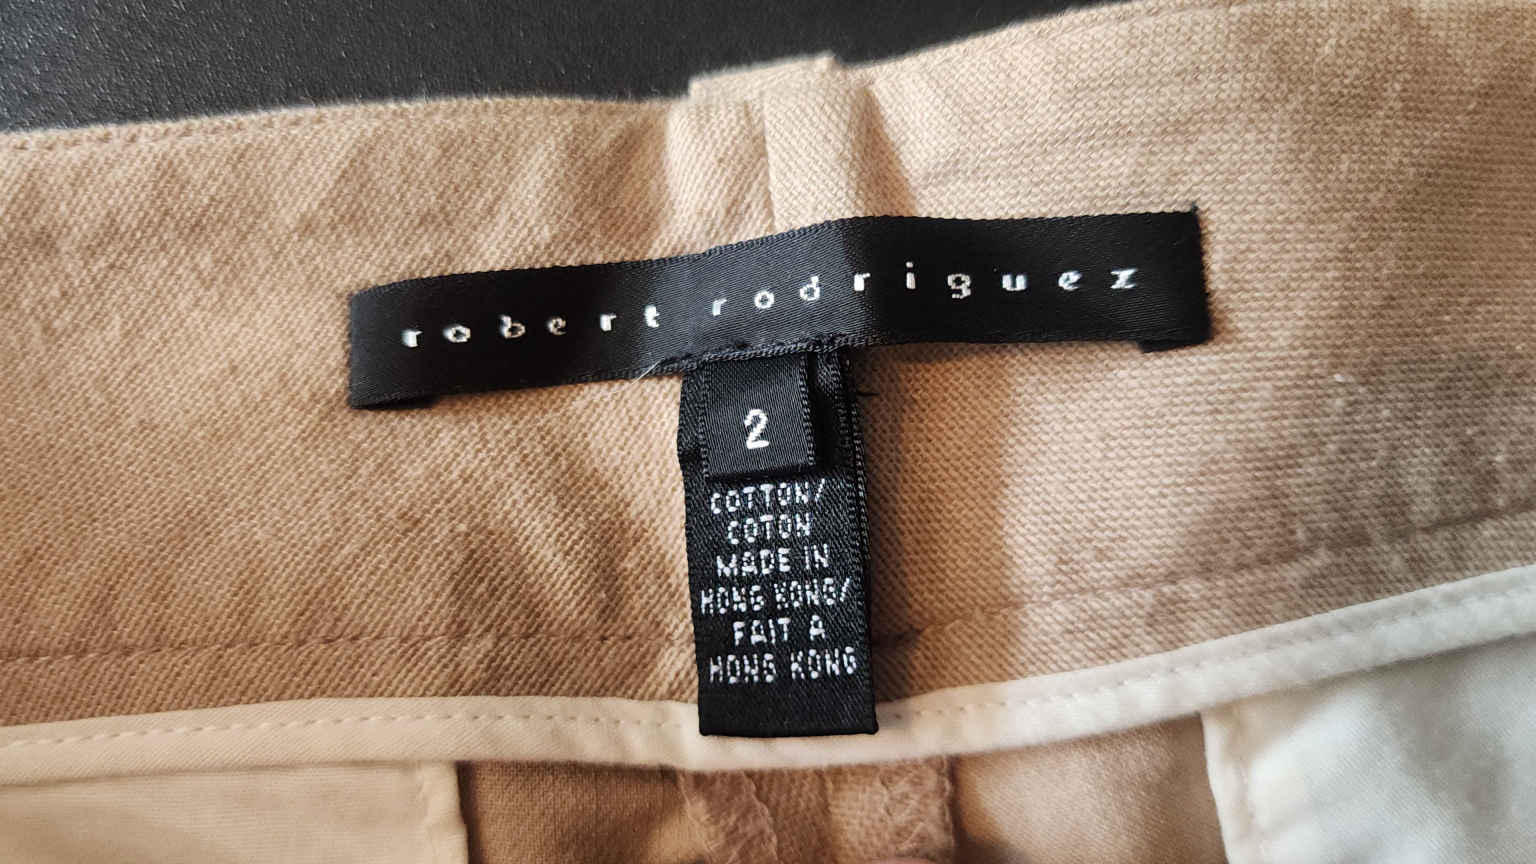 robert rodriguez
2
COTTON/
COTON
MADE IN
HONG KONG/
FAIT A
HONG KONG